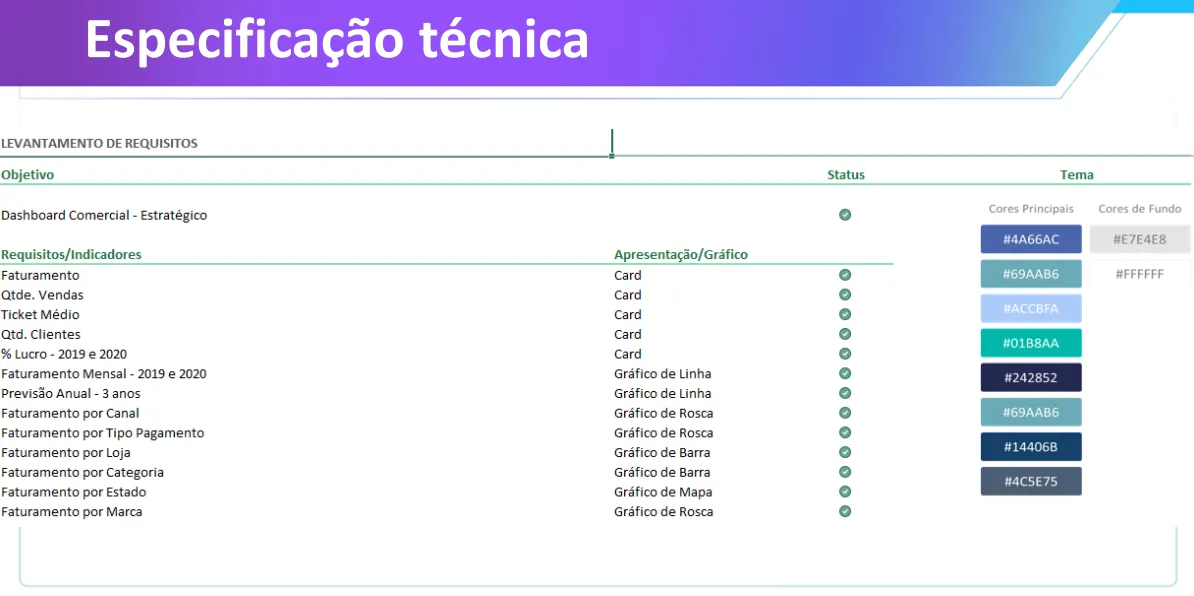 Especificação técnica
LEVANTAMENTO DE REQUISITOS
Objetivo Status Tema
Cores Principais Cores de Fundo
Dashboard Comercial - Estratégico
#4A66AC #E7E4E8
Requisitos/Indicadores Apresentação/Gráfico
Faturamento Card #69AAB6 #FFFFFF
Qtde. Vendas Card
Ticket Médio Card #ACCBFA
Qtd. Clientes Card
% Lucro - 2019 e 2020 Card #01B8AA
Faturamento Mensal - 2019 e 2020 Gráfico de Linha #242852
Previsão Anual - 3 anos Gráfico de Linha
Faturamento por Canal Gráfico de Rosca #69AAB6
Faturamento por Tipo Pagamento Gráfico de Rosca
Faturamento por Loja Gráfico de Barra #14406B
Faturamento por Categoria Gráfico de Barra
Faturamento por Estado Gráfico de Mapa #4C5E75
Faturamento por Marca Gráfico de Rosca